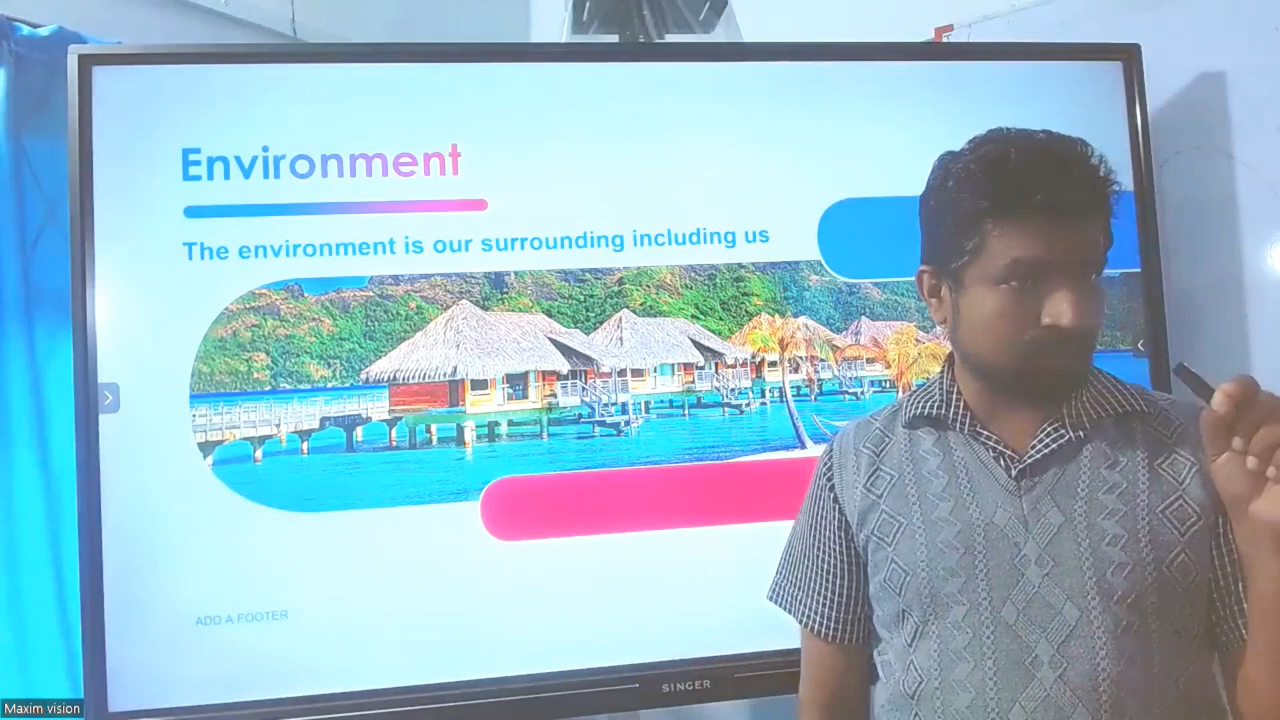 Environment
The environment is our surrounding including us
ADD A FOOTER
SINGER
Maxim vision